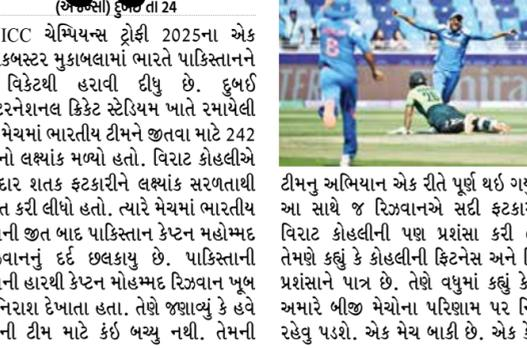 (એજન્સી) દુબઈ તા 24
ICC ચેમ્પિયન્સ ટ્રોફી 2025ના એક
કબસ્ટર મુકાબલામાં ભારતે પાકિસ્તાનને
વિકેટથી હરાવી દીધુ છે. દુબઈ
ટરનેશનલ ક્રિકેટ સ્ટેડિયમ ખાતે રમાયેલી
મેચમાં ભારતીય ટીમને જીતવા માટે 242
નો લક્ષ્યાંક મળ્યો હતો. વિરાટ કોહલીએ
દાર શતક ફટકારીને લક્ષ્યાંક સરળતાથી
ત કરી લીધો હતો. ત્યારે મેચમાં ભારતીય
ની જીત બાદ પાકિસ્તાન કેપ્ટન મહોમ્મદ
વાનનું દર્દ છલકાયુ છે. પાકિસ્તાની
ની હારથી કેપ્ટન મોહમ્મદ રિઝવાન ખૂબ
નિરાશ દેખાતા હતા. તેણે જણાવ્યું કે હવે
ની ટીમ માટે કંઇ બચ્યુ નથી. તેમની
ટીમનુ અભિયાન એક રીતે પૂર્ણ થઇ ગયુ
આ સાથે જ રિઝવાનએ સદી ફટકા
વિરાટ કોહલીની પણ પ્રશંસા કરી
તેમણે કહ્યું કે કોહલીની ફિટનેસ અને
પ્રશંસાને પાત્ર છે. તેણે વધુમાં કહ્યું કે
અમારે બીજી મેચોના પરિણામ પર નિ
રહેવુ પડશે. એક મેચ બાકી છે. એક કે